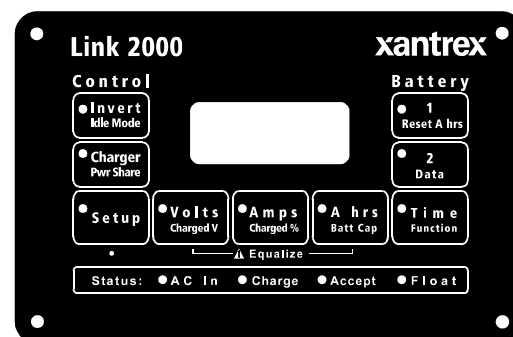 Link 2000
xantrex
Control
Battery
Invert
Idle Mode
1
Reset A hrs
Charger
Pwr Share
2
Data
Setup
Volts
Charged V
Amps
Charged %
A hrs
Batt Cap
Time
Function
Equalize
Status: AC In Charge Accept Float